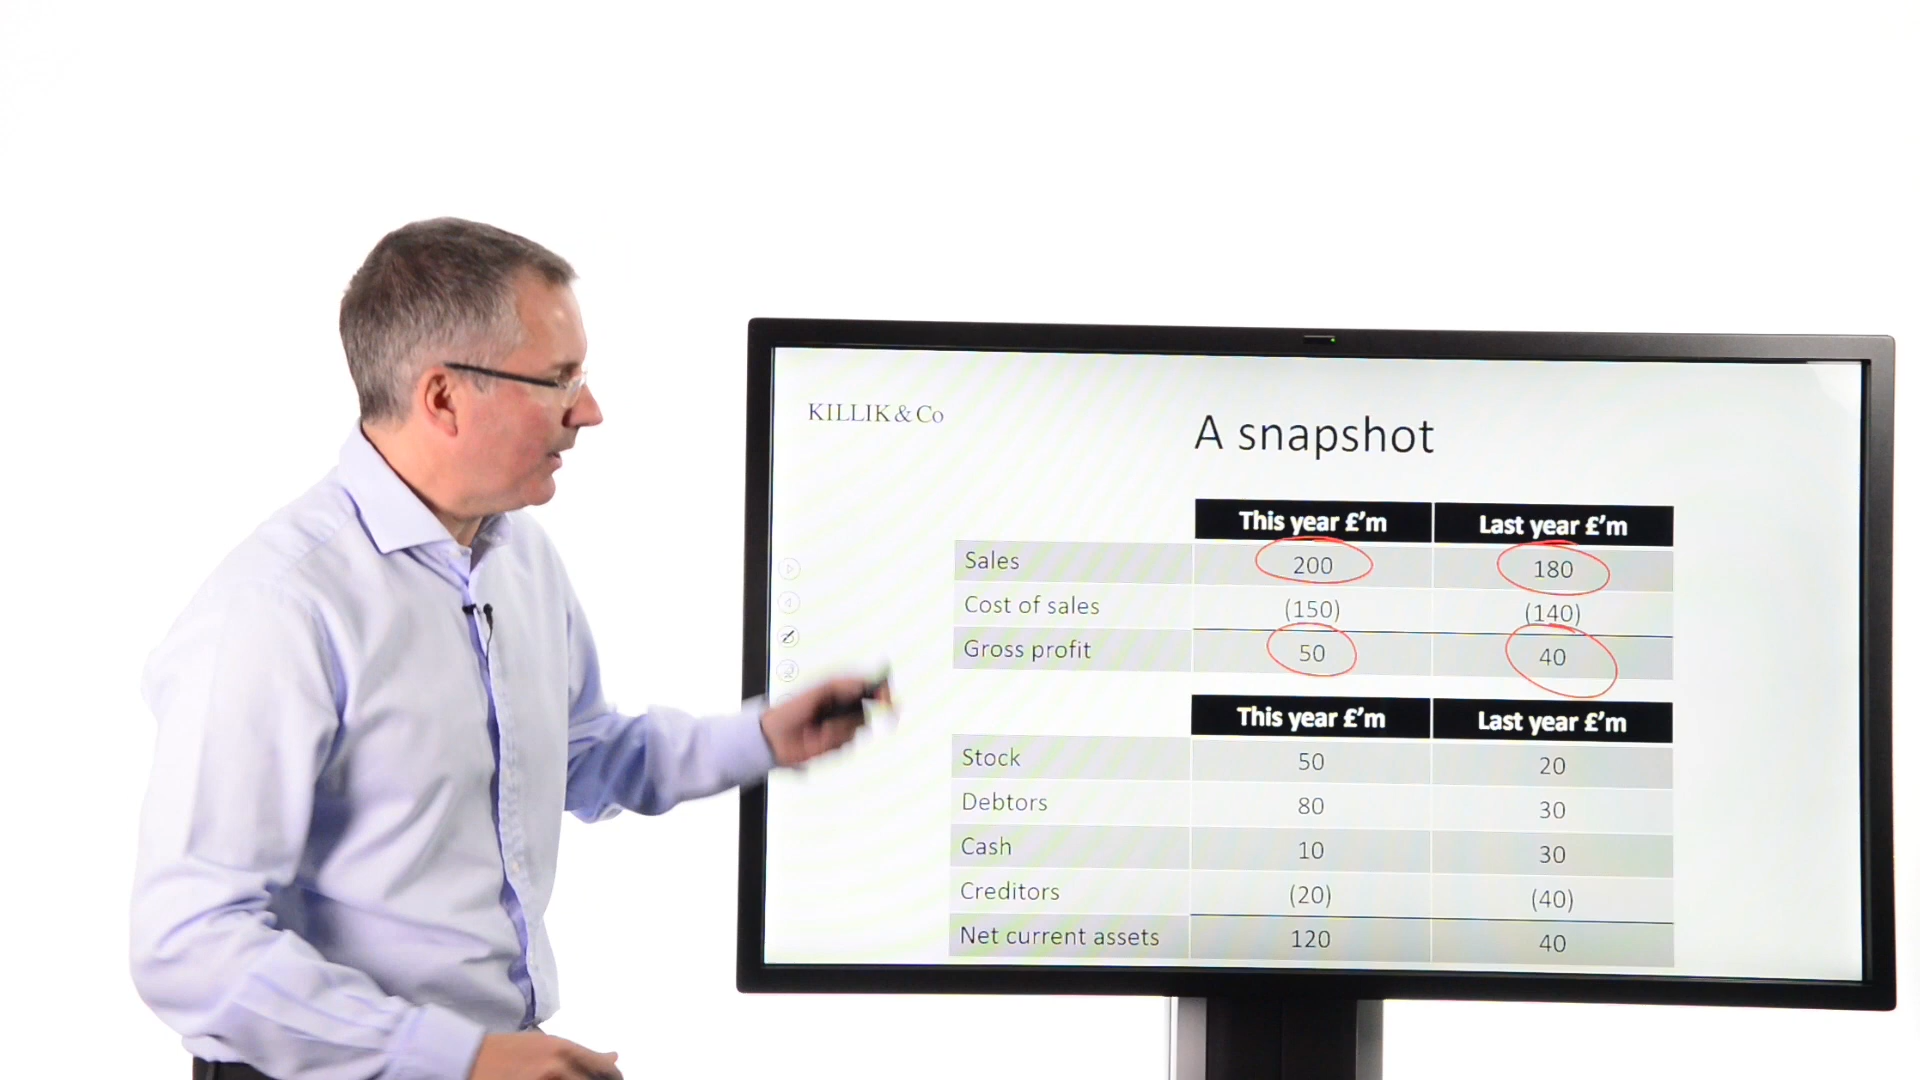 KILLIK & Co
A snapshot
This year £'m Last year £'m
Sales 200 180
Cost of sales (150) (140)
Gross profit 50 40
This year £'m Last year £'m
Stock 50 20
Debtors 80 30
Cash 10 30
Creditors (20) (40)
Net current assets 120 40